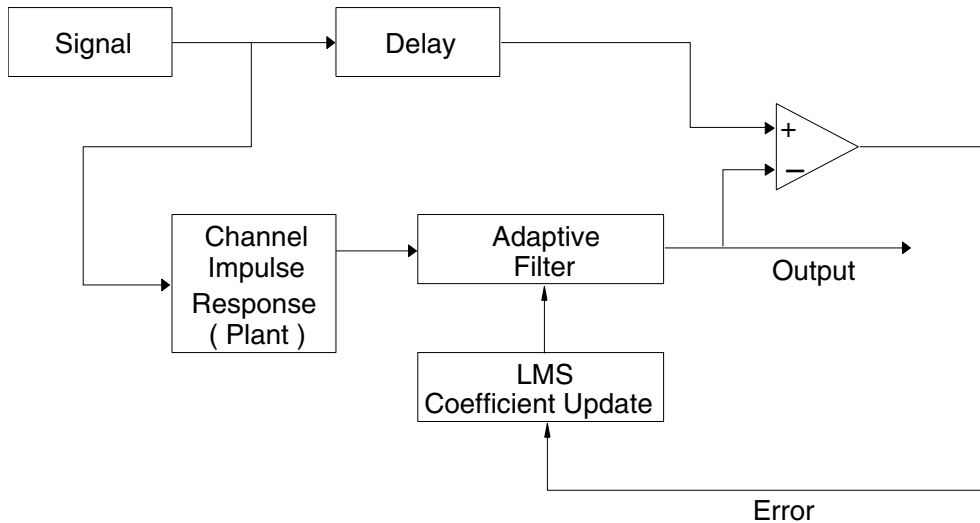 Signal
Delay
+
−
Channel
Impulse
Response
( Plant )
Adaptive
Filter
Output
LMS
Coefficient Update
Error